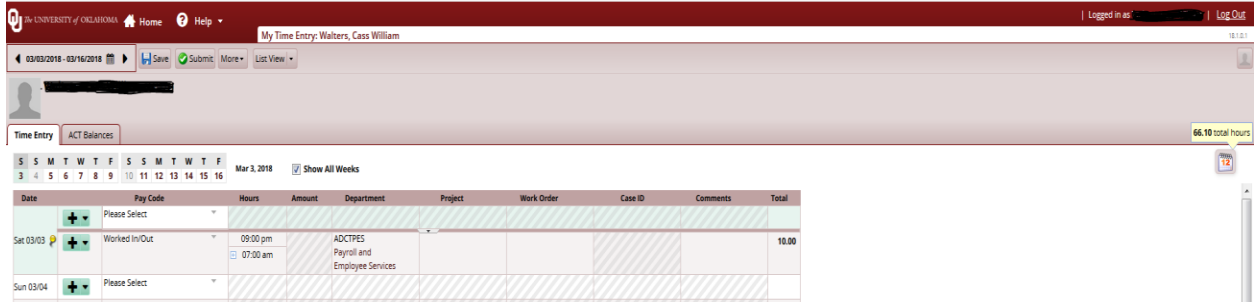 The UNIVERSITY of OKLAHOMA Home ? Help | Logged in as | Log Out
My Time Entry: Walters, Cass William
03/03/2018 - 03/16/2018 Save Submit More List View
Time Entry ACT Balances 66.10 total hours
S S M T W T F S S M T W T F
3 4 5 6 7 8 9 10 11 12 13 14 15 16 Mar 3, 2018 Show All Weeks 12
Date Pay Code Hours Amount Department Project Work Order Case ID Comments Total
Please Select
Sat 03/03 Worked In/Out 09:00 pm ADCTPES 10.00
07:00 am Payroll and
Employee Services
Sun 03/04 Please Select